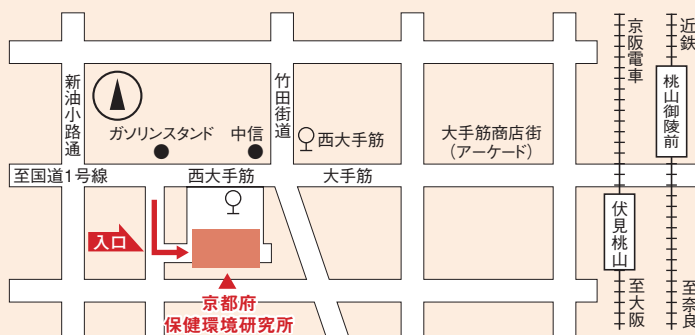 新油小路通
竹田街道
京阪電車
近鉄
桃山御陵前
ガソリンスタンド
中信
西大手筋
大手筋商店街
(アーケード)
至国道1号線
西大手筋
大手筋
伏見桃山
入口
京都府
保健環境研究所
至大阪
至奈良